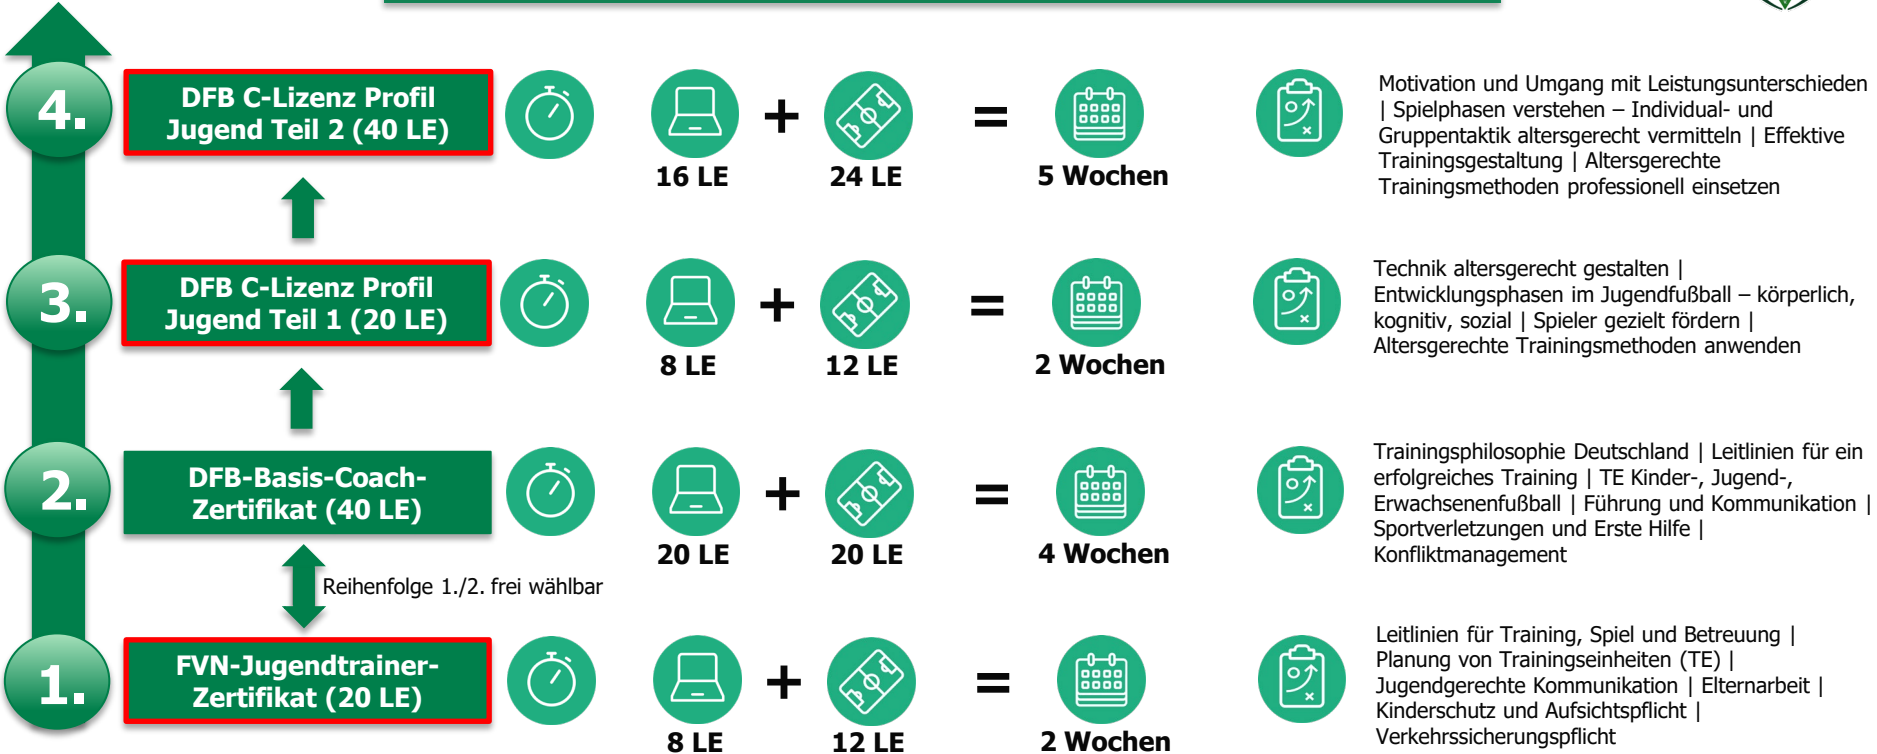 4.
DFB C-Lizenz Profil
Jugend Teil 2 (40 LE)
16 LE
+
24 LE
=
5 Wochen
Motivation und Umgang mit Leistungsunterschieden
| Spielphasen verstehen – Individual- und
Gruppentaktik altersgerecht vermitteln | Effektive
Trainingsgestaltung | Altersgerechte
Trainingsmethoden professionell einsetzen
3.
DFB C-Lizenz Profil
Jugend Teil 1 (20 LE)
8 LE
+
12 LE
=
2 Wochen
Technik altersgerecht gestalten |
Entwicklungsphasen im Jugendfußball – körperlich,
kognitiv, sozial | Spieler gezielt fördern |
Altersgerechte Trainingsmethoden anwenden
2.
DFB-Basis-Coach-
Zertifikat (40 LE)
20 LE
+
20 LE
=
4 Wochen
Trainingsphilosophie Deutschland | Leitlinien für ein
erfolgreiches Training | TE Kinder-, Jugend-,
Erwachsenenfußball | Führung und Kommunikation |
Sportverletzungen und Erste Hilfe |
Konfliktmanagement
Reihenfolge 1./2. frei wählbar
1.
FVN-Jugendtrainer-
Zertifikat (20 LE)
8 LE
+
12 LE
=
2 Wochen
Leitlinien für Training, Spiel und Betreuung |
Planung von Trainingseinheiten (TE) |
Jugendgerechte Kommunikation | Elternarbeit |
Kinderschutz und Aufsichtspflicht |
Verkehrssicherungspflicht